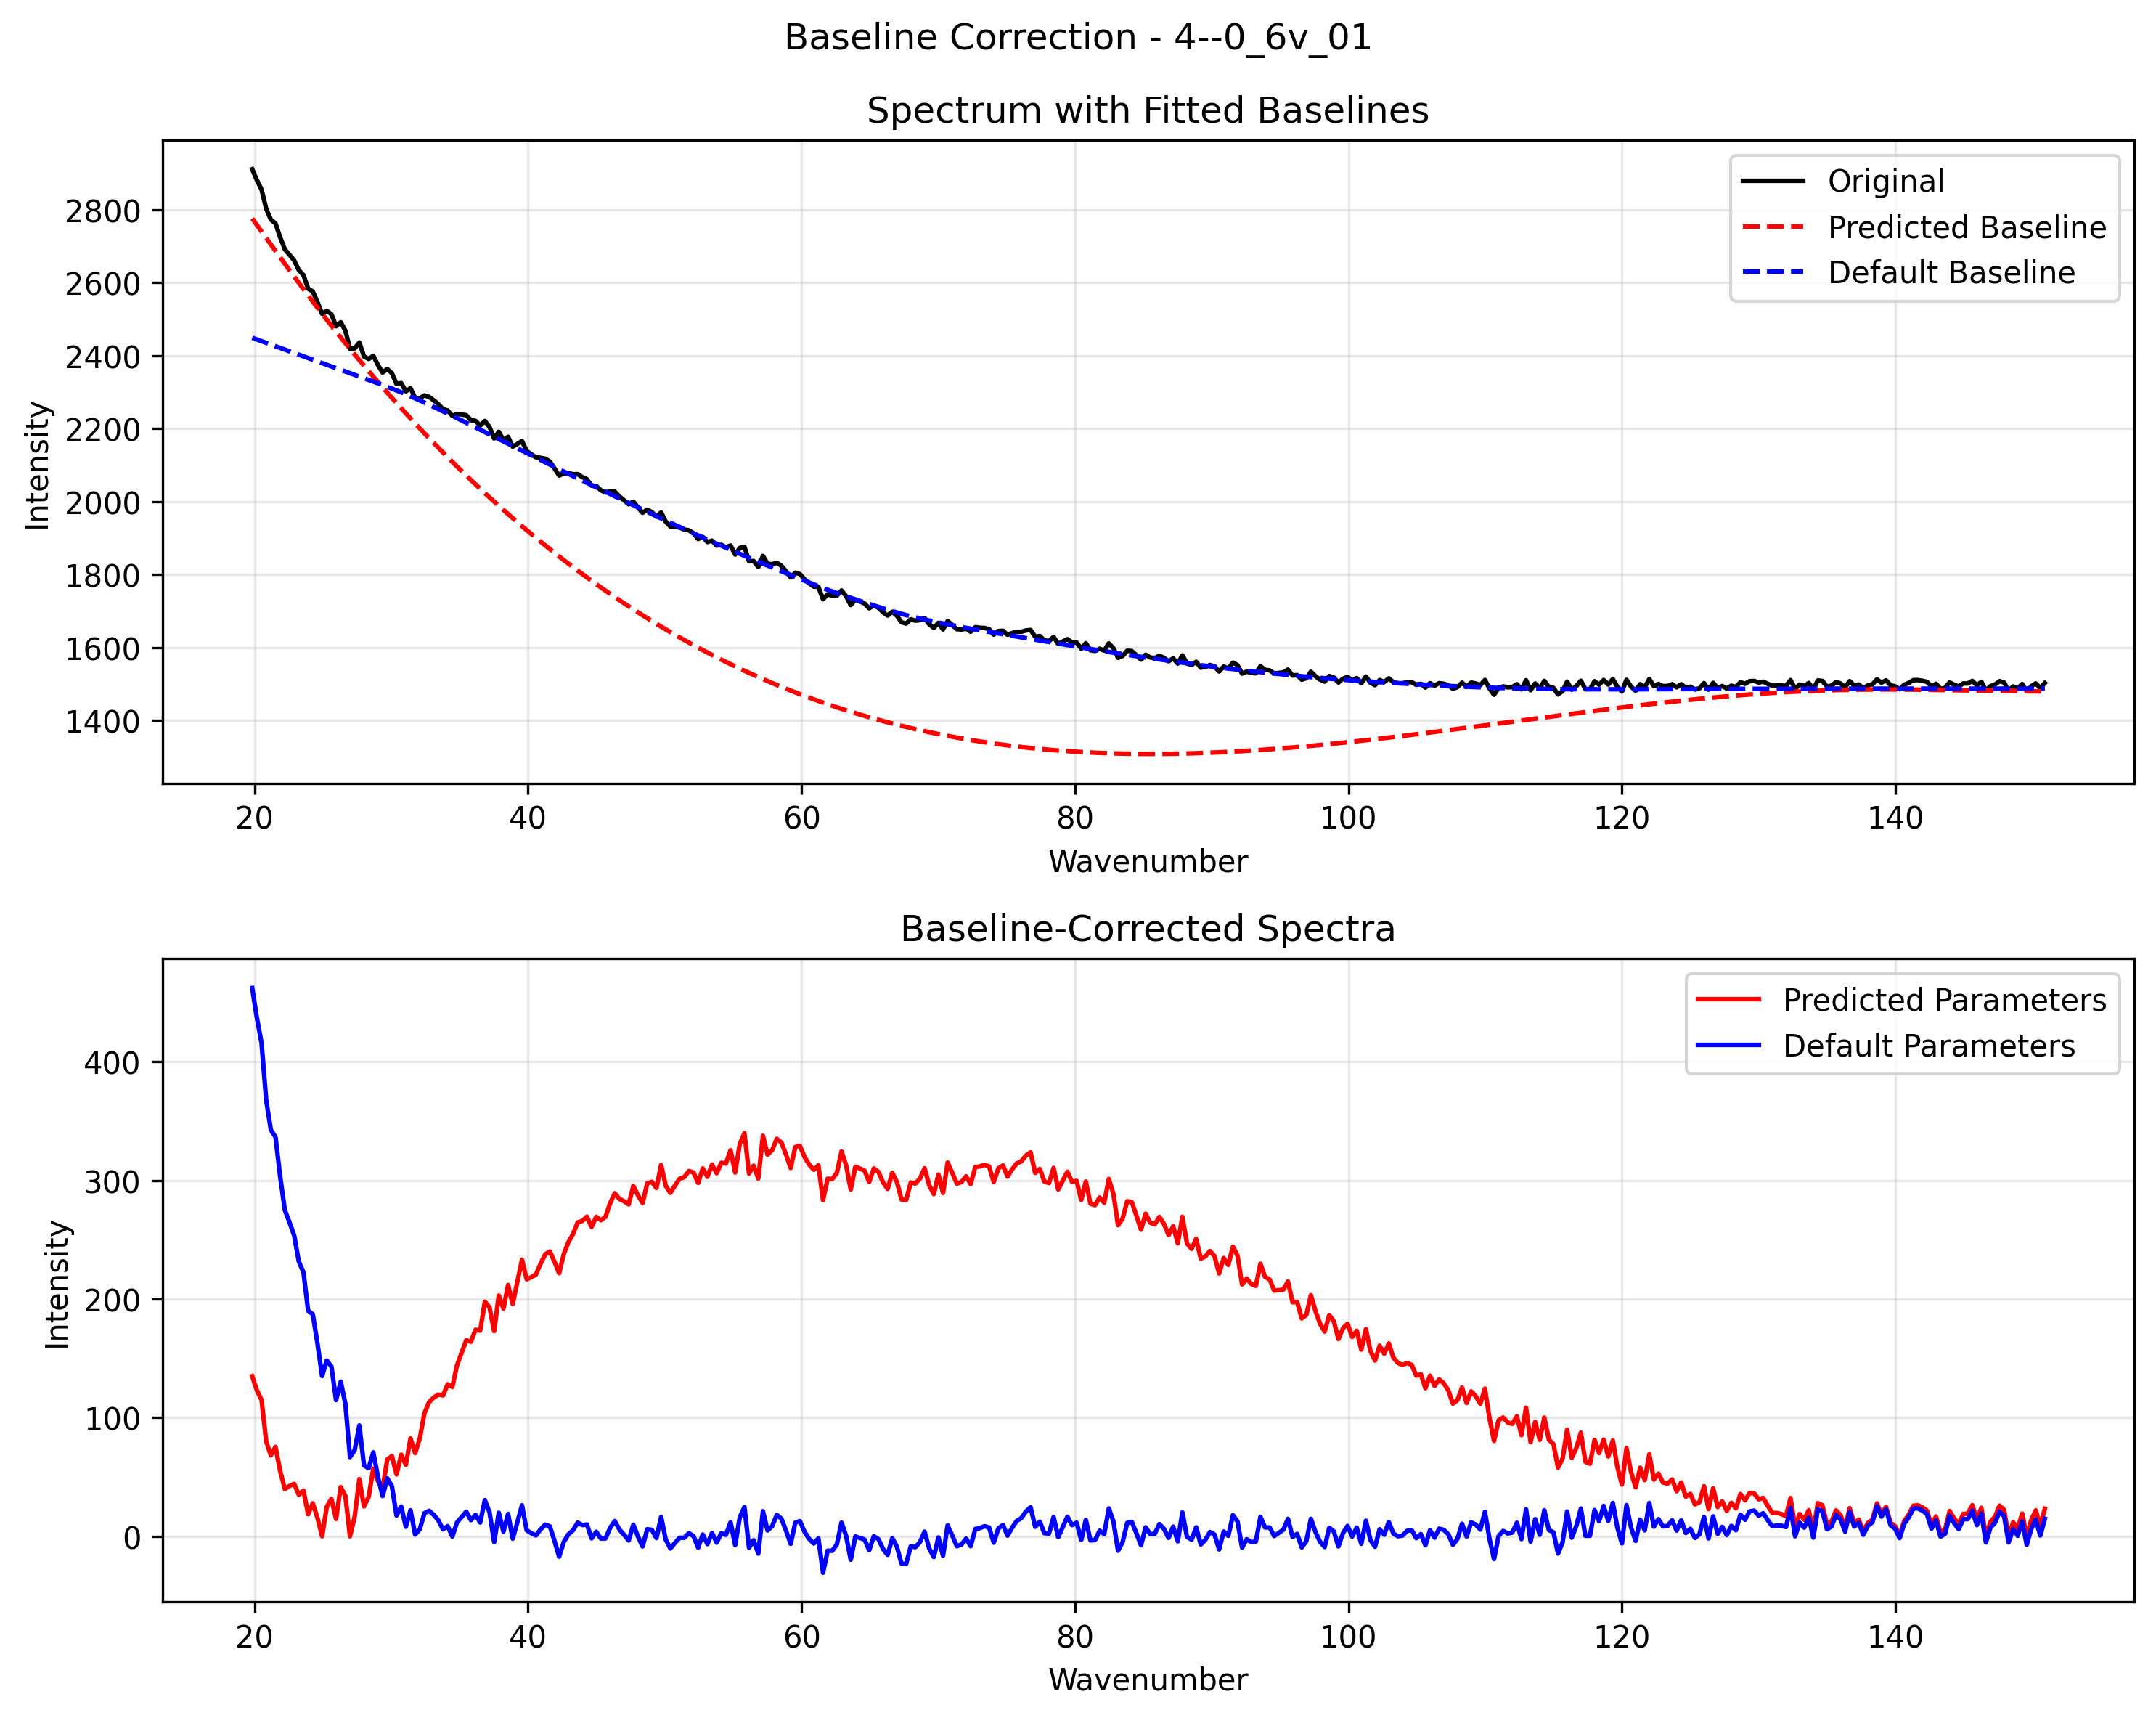 Baseline Correction - 4--0_6v_01
Spectrum with Fitted Baselines
Original
Predicted Baseline
Default Baseline
2800
2600
2400
2200
2000
1800
1600
1400
Intensity
20 40 60 80 100 120 140
Wavenumber
Baseline-Corrected Spectra
Predicted Parameters
Default Parameters
400
300
200
100
0
Intensity
20 40 60 80 100 120 140
Wavenumber